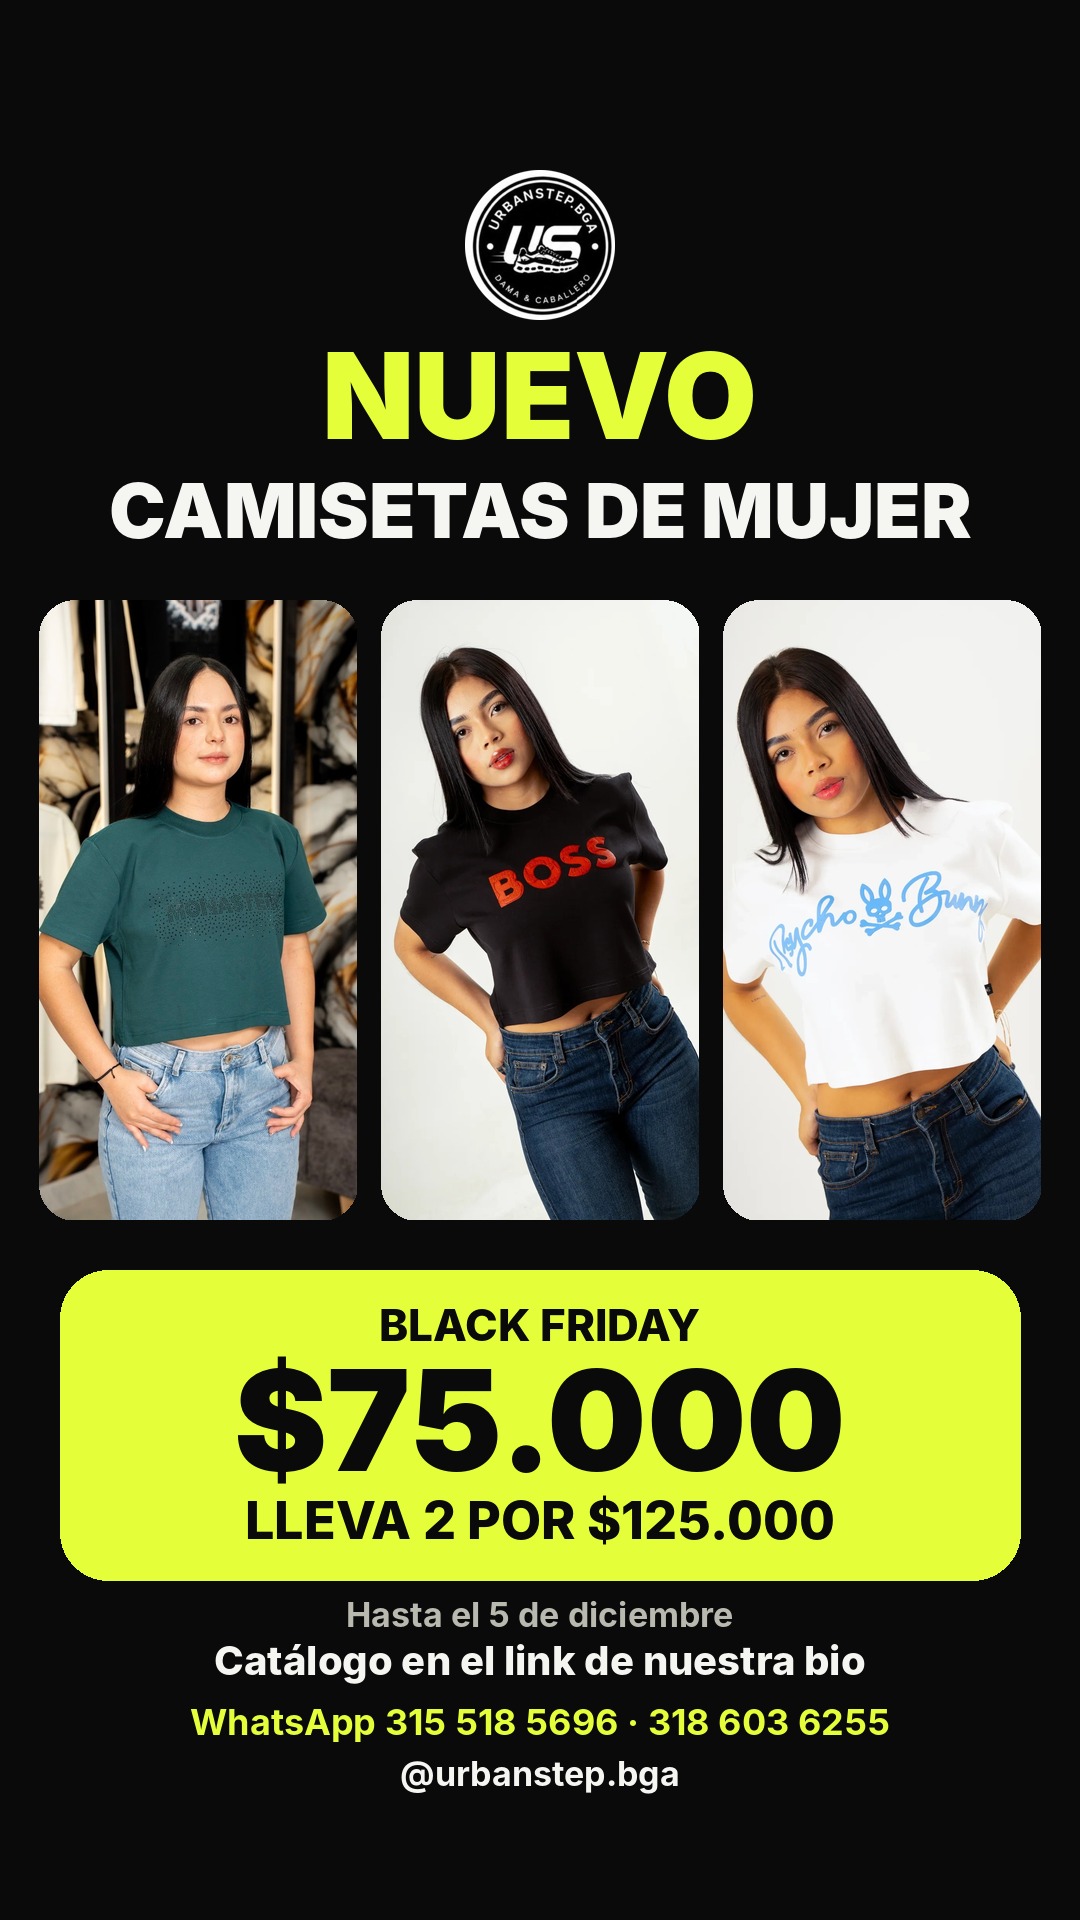 URBANSTEP.BGA
US
DAMA & CABALLERO
NUEVO
CAMISETAS DE MUJER
BOSS
Psycho Bunny
BLACK FRIDAY
$75.000
LLEVA 2 POR $125.000
Hasta el 5 de diciembre
Catálogo en el link de nuestra bio
WhatsApp 315 518 5696 · 318 603 6255
@urbanstep.bga